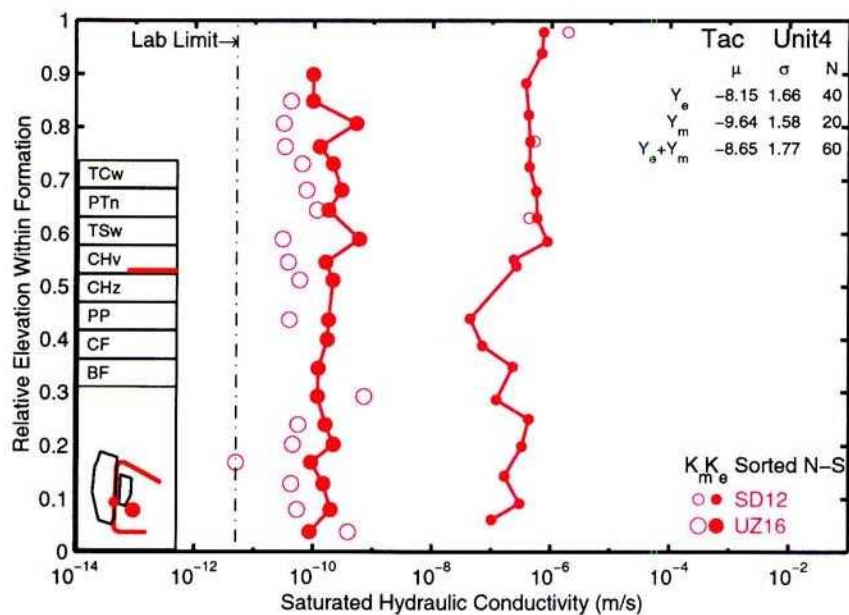 1
0.9
0.8
0.7
0.6
0.5
0.4
0.3
0.2
0.1
0
Relative Elevation Within Formation
Lab Limit→
Tac Unit4
μ σ N
Yₑ −8.15 1.66 40
Yₘ −9.64 1.58 20
Yₑ+Yₘ −8.65 1.77 60
TCw
PTn
TSw
CHv
CHz
PP
CF
BF
KₘKₑ Sorted N−S
SD12
UZ16
10⁻¹⁴ 10⁻¹² 10⁻¹⁰ 10⁻⁸ 10⁻⁶ 10⁻⁴ 10⁻²
Saturated Hydraulic Conductivity (m/s)